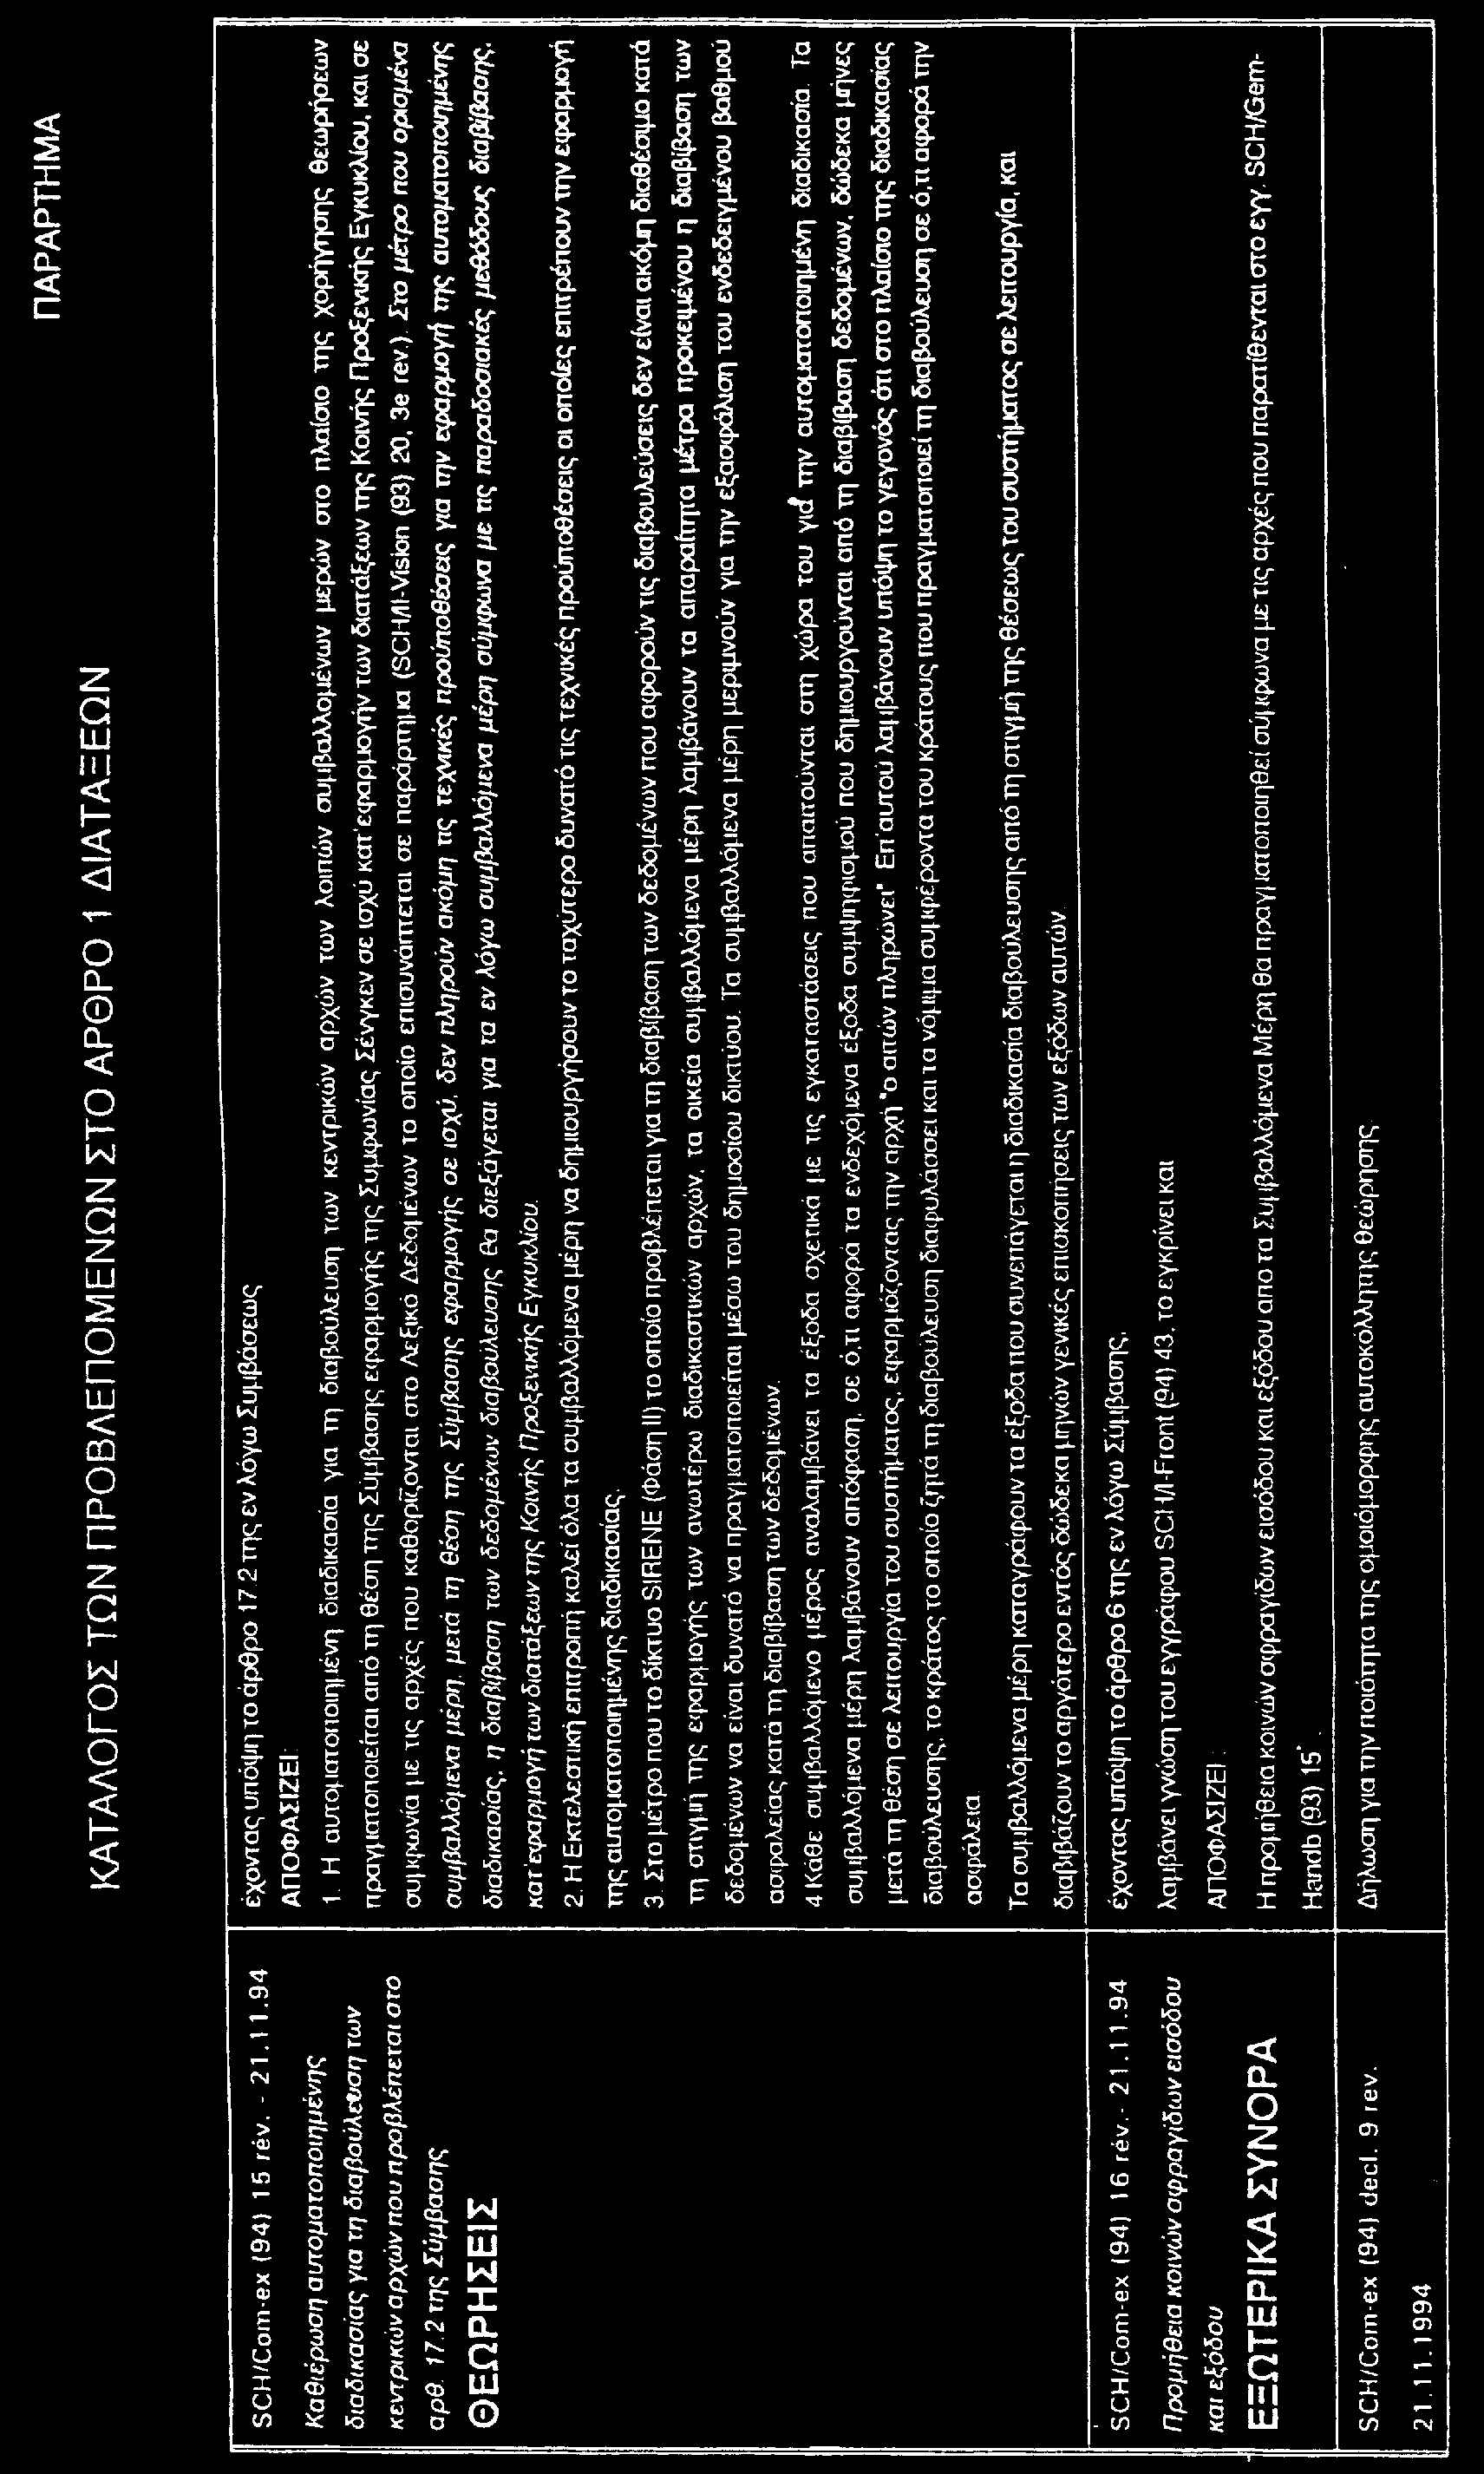 ΠΑΡΑΡΤΗΜΑ
ΚΑΤΑΛΟΓΟΣ ΤΩΝ ΠΡΟΒΛΕΠΟΜΕΝΩΝ ΣΤΟ ΑΡΘΡΟ 1 ΔΙΑΤΑΞΕΩΝ
SCH/Com-ex (94) 15 rév. - 21.11.94
Καθιέρωση αυτοματοποιημένης
διαδικασίας για τη διαβούλευση των
κεντρικών αρχών που προβλέπεται στο
αρθ. 17.2 της Σύμβασης
ΘΕΩΡΗΣΕΙΣ
έχοντας υπόψη το άρθρο 17.2 της εν λόγω Συμβάσεως
ΑΠΟΦΑΣΙΖΕΙ:
1. Η αυτοματοποιημένη διαδικασία για τη διαβούλευση των κεντρικών αρχών των λοιπών συμβαλλομένων μερών στο πλαίσιο της χορήγησης θεωρήσεων
πραγματοποιείται από τη θέση της Σύμβασης εφαρμογής της Συμφωνίας Σένγκεν σε ισχύ κατ'εφαρμογήν των διατάξεων της Κοινής Προξενικής Εγκυκλίου, και σε
συμφωνία με τις αρχές που καθορίζονται στο Λεξικό Δεδομένων το οποίο επισυνάπτεται σε παράρτημα (SCH/II-Vision (93) 20, 3e rev.). Στο μέτρο που ορισμένα
συμβαλλόμενα μέρη, μετά τη θέση της Σύμβασης εφαρμογής σε ισχύ, δεν πληρούν ακόμη τις τεχνικές προϋποθέσεις για την εφαρμογή της αυτοματοποιημένης
διαδικασίας, η διαβίβαση των δεδομένων διαβούλευσης θα διεξάγεται για τα εν λόγω συμβαλλόμενα μέρη σύμφωνα με τις παραδοσιακές μεθόδους διαβίβασης,
κατ'εφαρμογή των διατάξεων της Κοινής Προξενικής Εγκυκλίου.
2. Η Εκτελεστική επιτροπή καλεί όλα τα συμβαλλόμενα μέρη να δημιουργήσουν το ταχύτερο δυνατό τις τεχνικές προϋποθέσεις οι οποίες επιτρέπουν την εφαρμογή
της αυτοματοποιημένης διαδικασίας.
3. Στο μέτρο που το δίκτυο SIRENE (Φάση II) το οποίο προβλέπεται για τη διαβίβαση των δεδομένων που αφορούν τις διαβουλεύσεις δεν είναι ακόμη διαθέσιμο κατά
τη στιγμή της εφαρμογής των ανωτέρω διαδικαστικών αρχών, τα οικεία συμβαλλόμενα μέρη λαμβάνουν τα απαραίτητα μέτρα προκειμένου η διαβίβαση των
δεδομένων να είναι δυνατό να πραγματοποιείται μέσω του δημοσίου δικτύου. Τα συμβαλλόμενα μέρη μεριμνούν για την εξασφάλιση του ενδεδειγμένου βαθμού
ασφαλείας κατά τη διαβίβαση των δεδομένων.
4 Κάθε συμβαλλόμενο μέρος αναλαμβάνει τα έξοδα σχετικά με τις εγκαταστάσεις που απαιτούνται στη χώρα του για την αυτοματοποιημένη διαδικασία. Τα
συμβαλλόμενα μέρη λαμβάνουν απόφαση, σε ό,τι αφορά τα ενδεχόμενα έξοδα συμψηφισμού που δημιουργούνται από τη διαβίβαση δεδομένων, δώδεκα μήνες
μετά τη θέση σε λειτουργία του συστήματος, εφαρμόζοντας την αρχή "ο αιτών πληρώνει" Επ'αυτού λαμβάνουν υπόψη το γεγονός ότι στο πλαίσιο της διαδικασίας
διαβούλευσης, το κράτος το οποίο ζητά τη διαβούλευση διαφυλάσσει και τα νόμιμα συμφέροντα του κράτους που πραγματοποιεί τη διαβούλευση σε ό,τι αφορά την
ασφάλεια.
Τα συμβαλλόμενα μέρη καταγράφουν τα έξοδα που συνεπάγεται η διαδικασία διαβούλευσης από τη στιγμή της θέσεως του συστήματος σε λειτουργία, και
διαβιβάζουν το αργότερο εντός δώδεκα μηνών γενικές επισκοπήσεις των εξόδων αυτών.
SCH/Com-ex (94) 16 rév.- 21.11.94
Προμήθεια κοινών σφραγίδων εισόδου
και εξόδου
ΕΞΩΤΕΡΙΚΑ ΣΥΝΟΡΑ
έχοντας υπόψη το άρθρο 6 της εν λόγω Σύμβασης,
λαμβάνει γνώση του εγγράφου SCH/I-Front (94) 43, το εγκρίνει και
ΑΠΟΦΑΣΙΖΕΙ:
Η προμήθεια κοινών σφραγίδων εισόδου και εξόδου απο τα Συμβαλλόμενα Μέρη θα πραγματοποιηθεί σύμφωνα με τις αρχές που παρατίθενται στο εγγ. SCH/Gem-
Handb (93) 15".
SCH/Com-ex (94) decl. 9 rev.
21.11.1994
Δήλωση για την ποιότητα της ομοιόμορφης αυτοκόλλητης θεώρησης